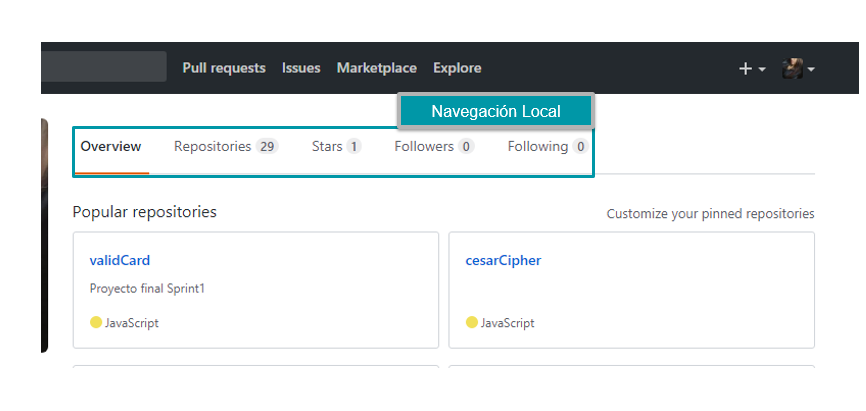 Pull requests Issues Marketplace Explore
Navegación Local
Overview Repositories 29 Stars 1 Followers 0 Following 0
Popular repositories Customize your pinned repositories
validCard cesarCipher
Proyecto final Sprint1
JavaScript JavaScript